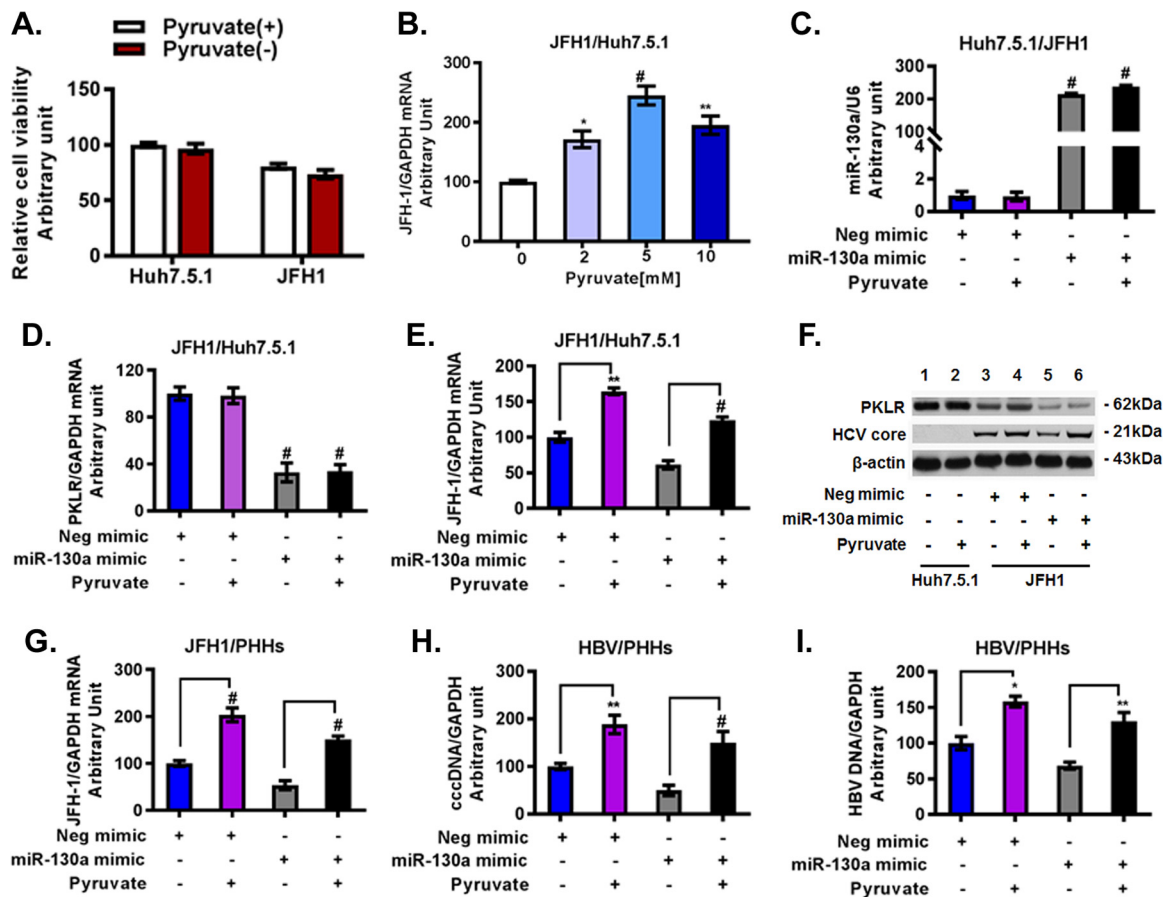 A.
Pyruvate(+)
Pyruvate(-)
Relative cell viability
Arbitrary unit
150
100
50
0
Huh7.5.1
JFH1
B.
JFH1/Huh7.5.1
JFH-1/GAPDH mRNA
Arbitrary Unit
300
200
100
0
*
#
**
0
2
5
10
Pyruvate[mM]
C.
Huh7.5.1/JFH1
miR-130a/U6
Arbitrary unit
300
200
100
4
2
0
#
#
Neg mimic + + - -
miR-130a mimic - - + +
Pyruvate - + - +
D.
JFH1/Huh7.5.1
PKLR/GAPDH mRNA
Arbitrary unit
120
80
40
0
#
#
Neg mimic + + - -
miR-130a mimic - - + +
Pyruvate - + - +
E.
JFH1/Huh7.5.1
JFH-1/GAPDH mRNA
Arbitrary Unit
200
150
100
50
0
**
#
Neg mimic + + - -
miR-130a mimic - - + +
Pyruvate - + - +
F.
1 2 3 4 5 6
PKLR - 62kDa
HCV core - 21kDa
β-actin - 43kDa
Neg mimic - - + + - -
miR-130a mimic - - - - + +
Pyruvate - + - + - +
Huh7.5.1 JFH1
G.
JFH1/PHHs
JFH-1/GAPDH mRNA
Arbitrary Unit
300
200
100
0
#
#
Neg mimic + + - -
miR-130a mimic - - + +
Pyruvate - + - +
H.
HBV/PHHs
cccDNA/GAPDH
Arbitrary unit
300
200
100
0
**
#
Neg mimic + + - -
miR-130a mimic - - + +
Pyruvate - + - +
I.
HBV/PHHs
HBV DNA/GAPDH
Arbitrary unit
200
150
100
50
0
*
**
Neg mimic + + - -
miR-130a mimic - - + +
Pyruvate - + - +